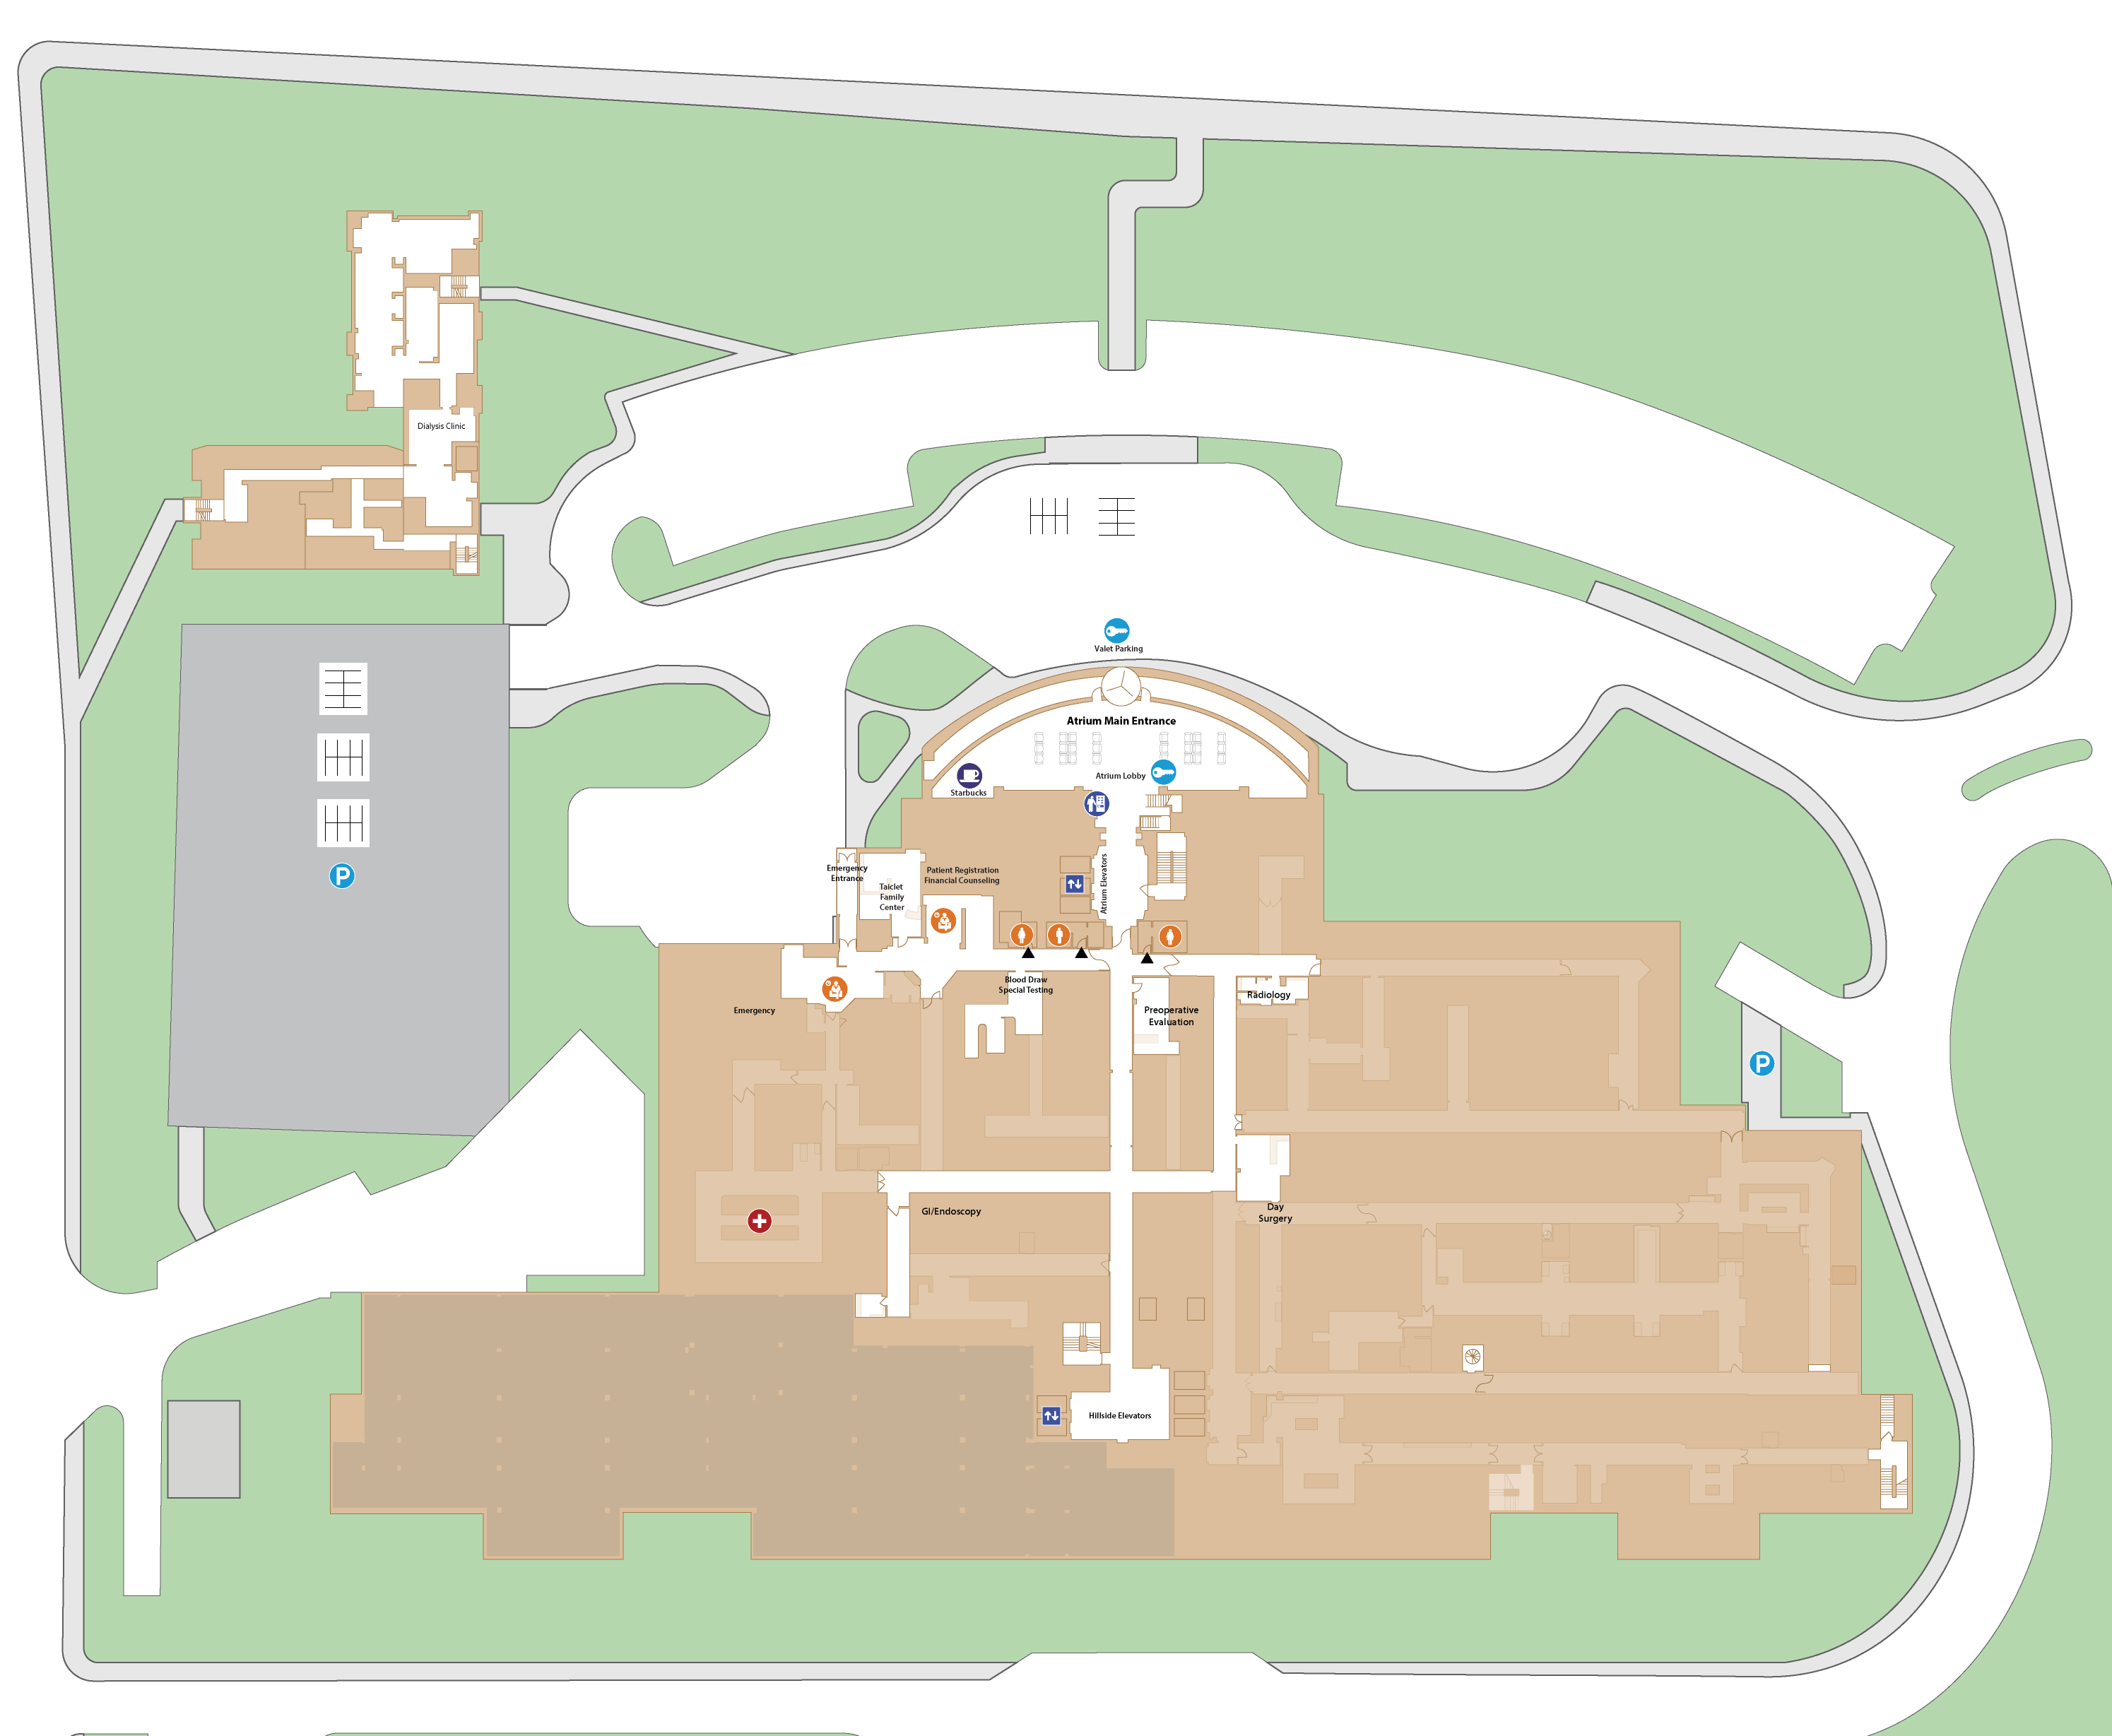 Dialysis Clinic
Valet Parking
Atrium Main Entrance
Atrium Lobby
Starbucks
Emergency
Entrance
Taiclet
Family
Center
Patient Registration
Financial Counseling
Atrium Elevators
Blood Draw
Special Testing
Radiology
Emergency
Preoperative
Evaluation
P
P
GI/Endoscopy
Day
Surgery
Hillside Elevators